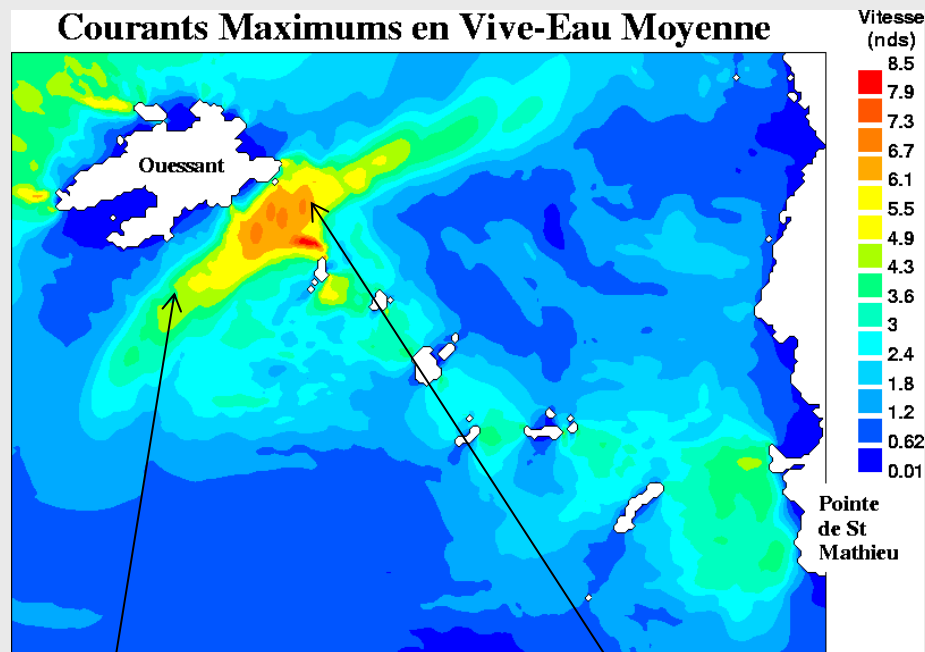 Courants Maximums en Vive-Eau Moyenne
Vitesse
(nds)
8.5
7.9
7.3
6.7
6.1
5.5
4.9
4.3
3.6
3
2.4
1.8
1.2
0.62
0.01
Ouessant
Pointe
de St
Mathieu